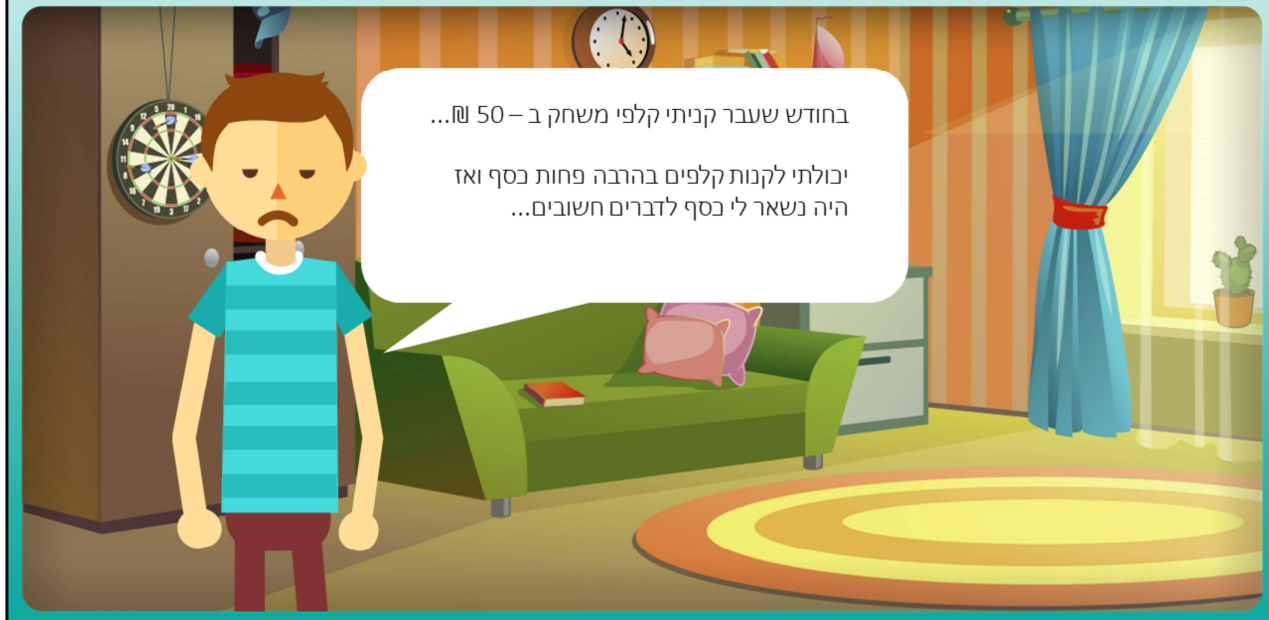 בחודש שעבר קניתי קלפי משחק ב – 50 ₪...
יכולתי לקנות קלפים בהרבה פחות כסף ואז
היה נשאר לי כסף לדברים חשובים...